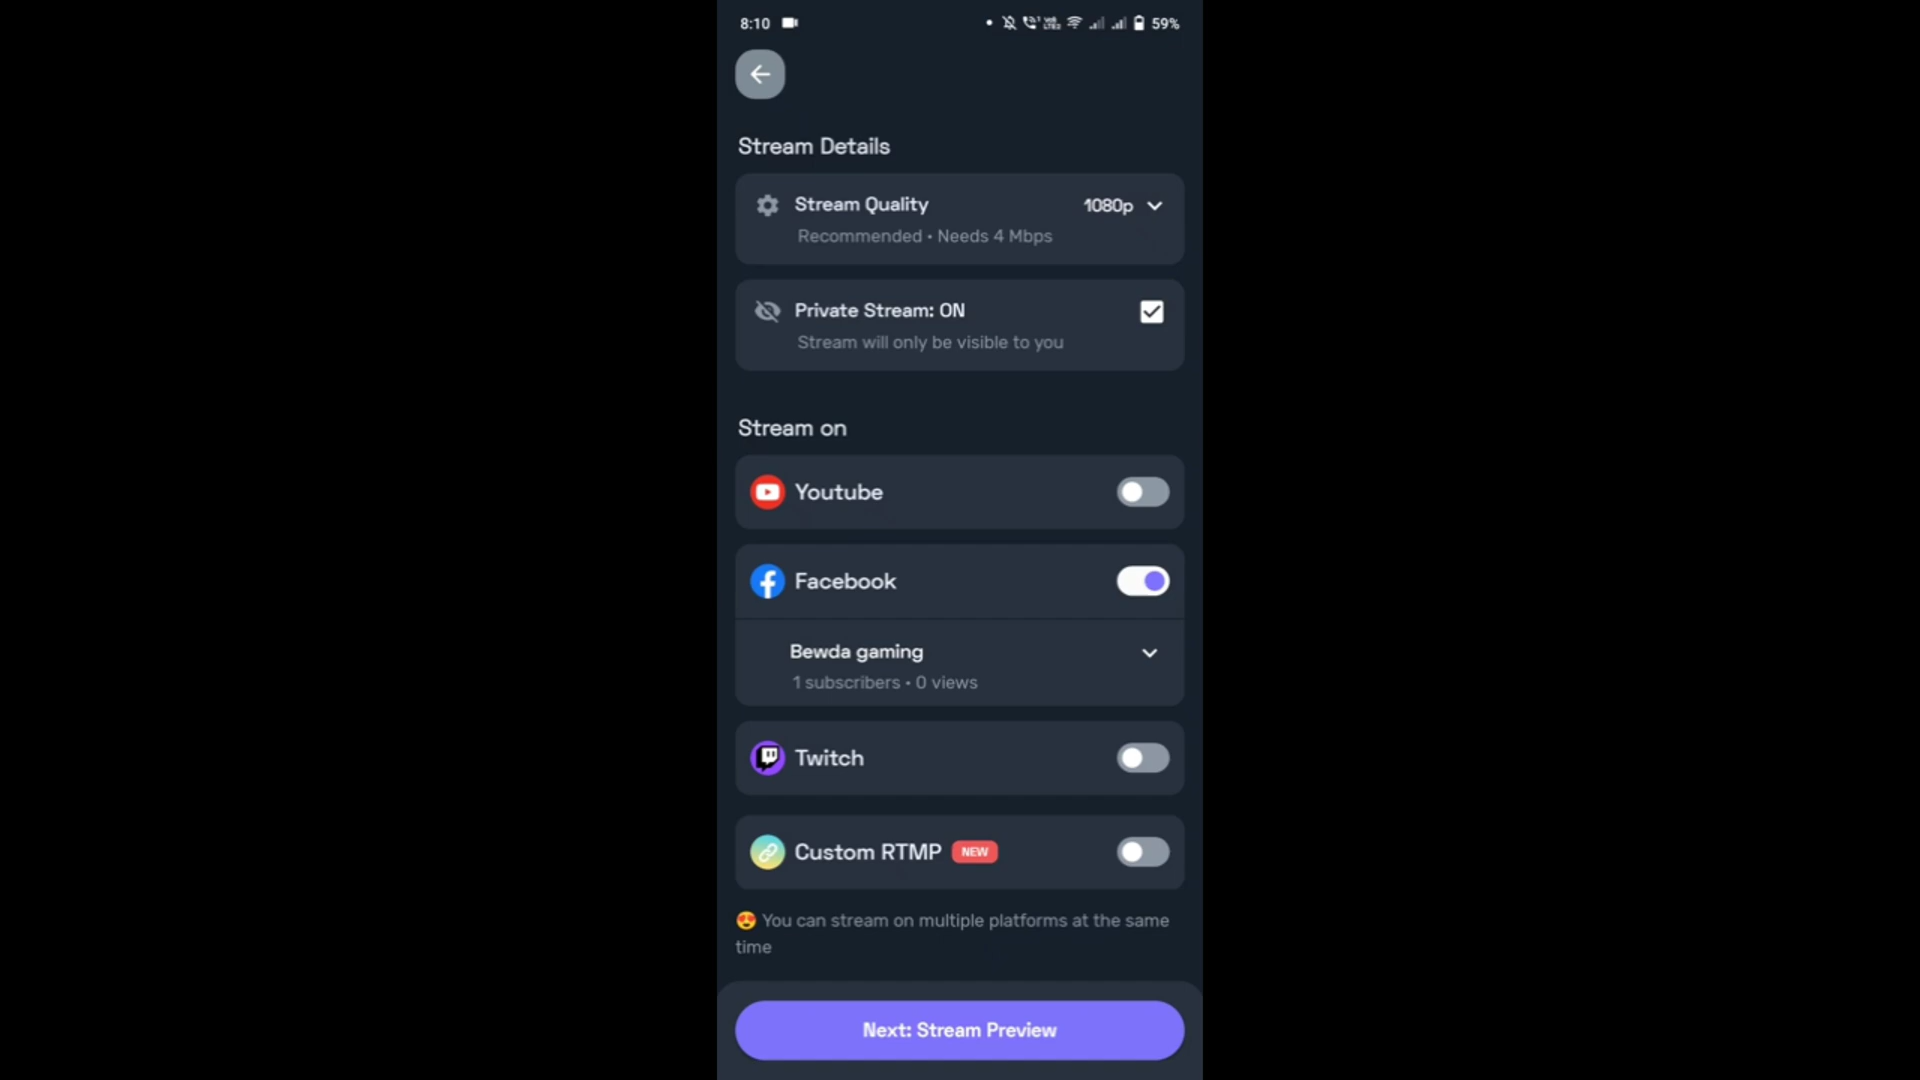 8:10
59%
Stream Details
Stream Quality
1080p
Recommended • Needs 4 Mbps
Private Stream: ON
Stream will only be visible to you
Stream on
Youtube
Facebook
Bewda gaming
1 subscribers • 0 views
Twitch
Custom RTMP NEW
😍 You can stream on multiple platforms at the same
time
Next: Stream Preview